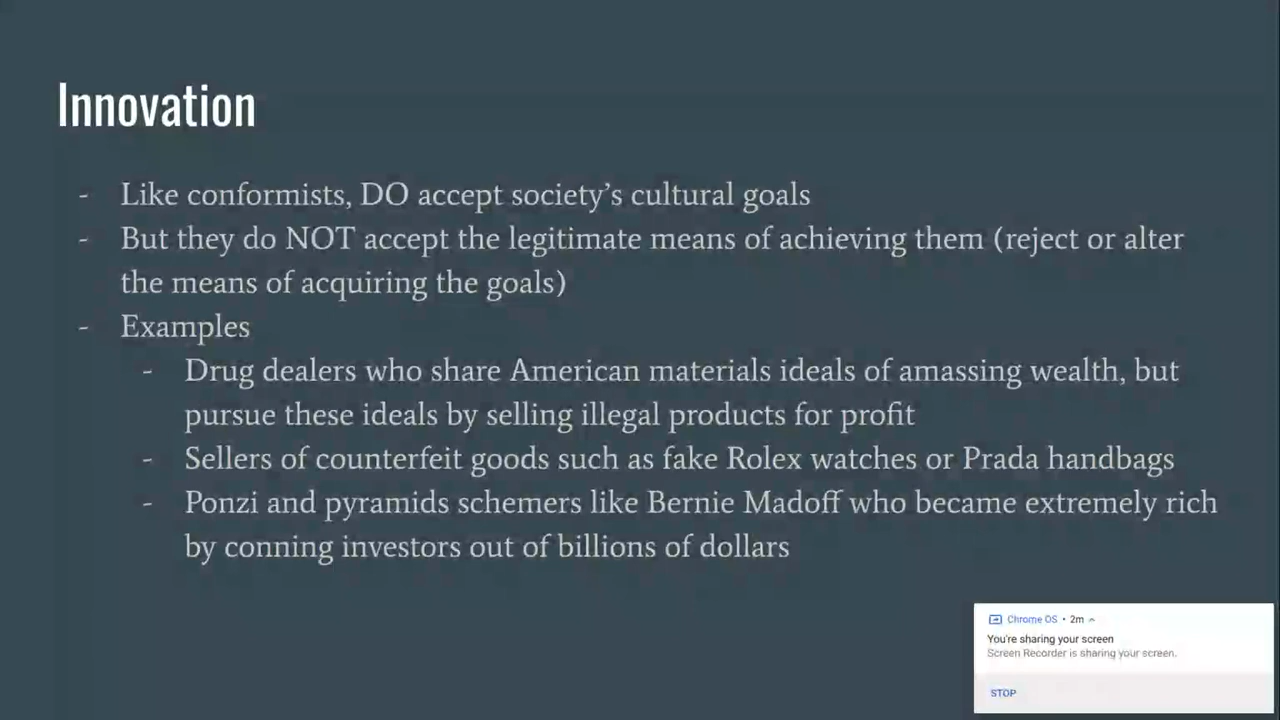 Innovation
- Like conformists, DO accept society's cultural goals
- But they do NOT accept the legitimate means of achieving them (reject or alter
the means of acquiring the goals)
- Examples
- Drug dealers who share American materials ideals of amassing wealth, but
pursue these ideals by selling illegal products for profit
- Sellers of counterfeit goods such as fake Rolex watches or Prada handbags
- Ponzi and pyramids schemers like Bernie Madoff who became extremely rich
by conning investors out of billions of dollars
Chrome OS • 2m
You're sharing your screen
Screen Recorder is sharing your screen.
STOP